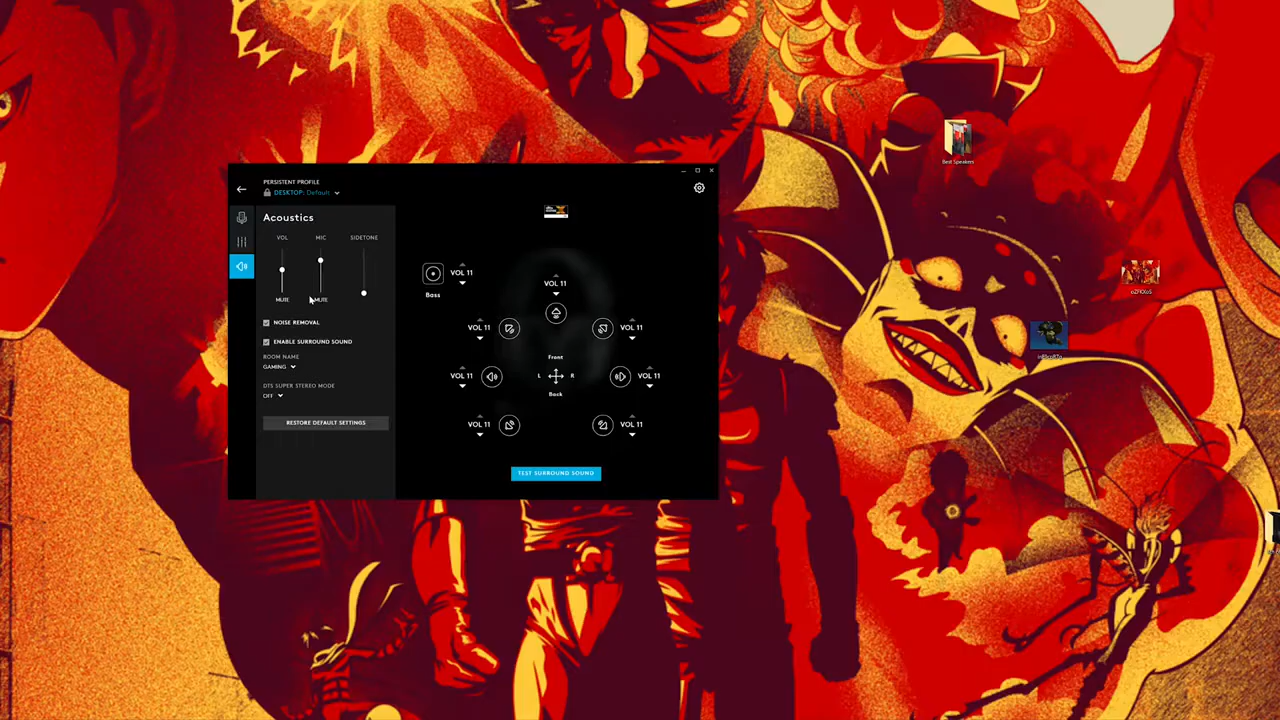 PERSISTENT PROFILE
DESKTOP: Default
Acoustics
VOL MIC SIDETONE
MUTE MUTE
NOISE REMOVAL
ENABLE SURROUND SOUND
ROOM NAME
GAMING
DTS SUPER STEREO MODE
OFF
RESTORE DEFAULT SETTINGS
VOL 11
Bass
VOL 11
VOL 11
VOL 11
Front
VOL 11
L R
VOL 11
Back
VOL 11
VOL 11
TEST SURROUND SOUND
Best Speakers